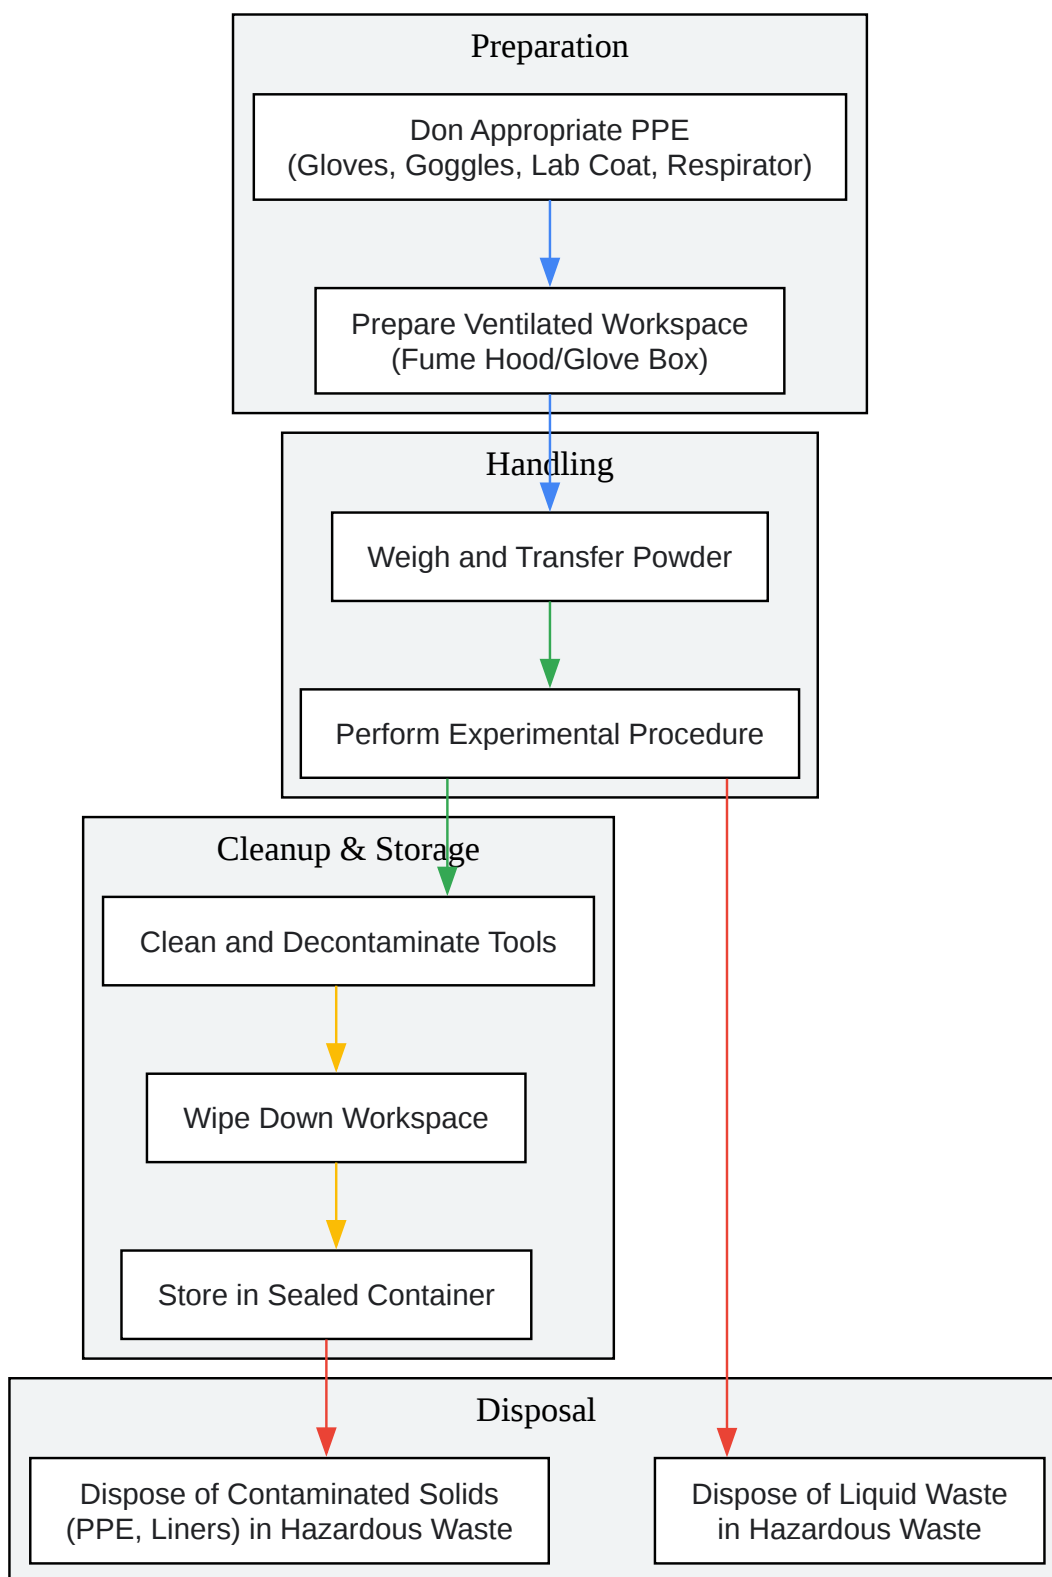 Preparation
Don Appropriate PPE
(Gloves, Goggles, Lab Coat, Respirator)
Prepare Ventilated Workspace
(Fume Hood/Glove Box)
Handling
Weigh and Transfer Powder
Perform Experimental Procedure
Cleanup & Storage
Clean and Decontaminate Tools
Wipe Down Workspace
Store in Sealed Container
Disposal
Dispose of Contaminated Solids
(PPE, Liners) in Hazardous Waste
Dispose of Liquid Waste
in Hazardous Waste